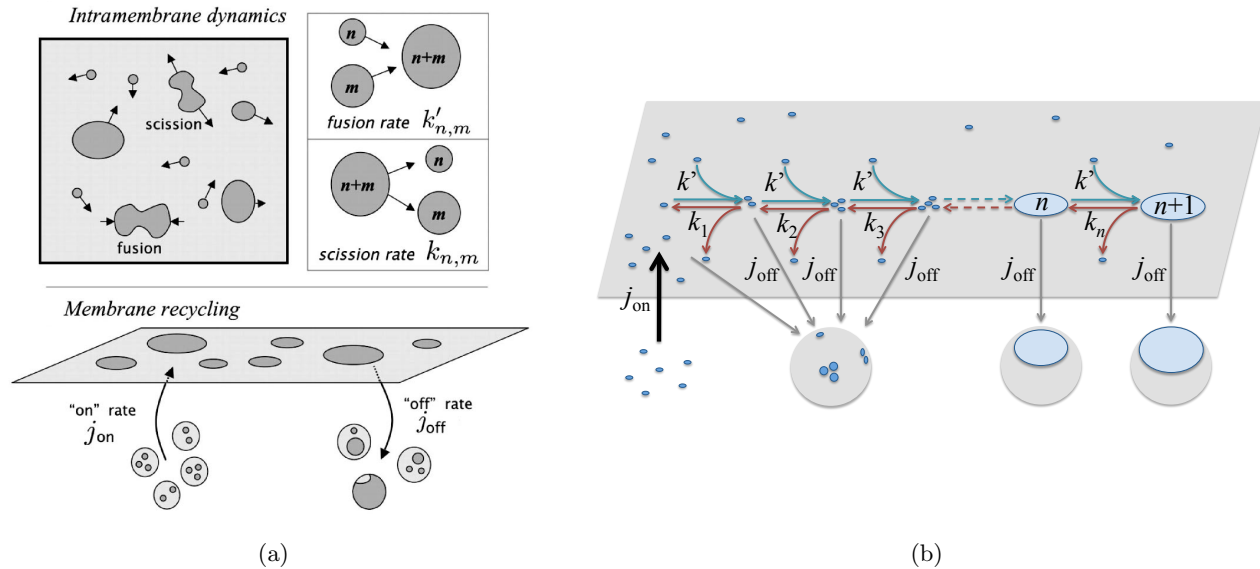 Intramembrane dynamics
scission
fusion
n
m
n+m
fusion rate k′n,m
n+m
n
m
scission rate kn,m
Membrane recycling
"on" rate
jon
"off" rate
joff
(a)
k' k' k' k'
n n+1
k1 k2 k3 kn
joff joff joff joff joff
jon
(b)